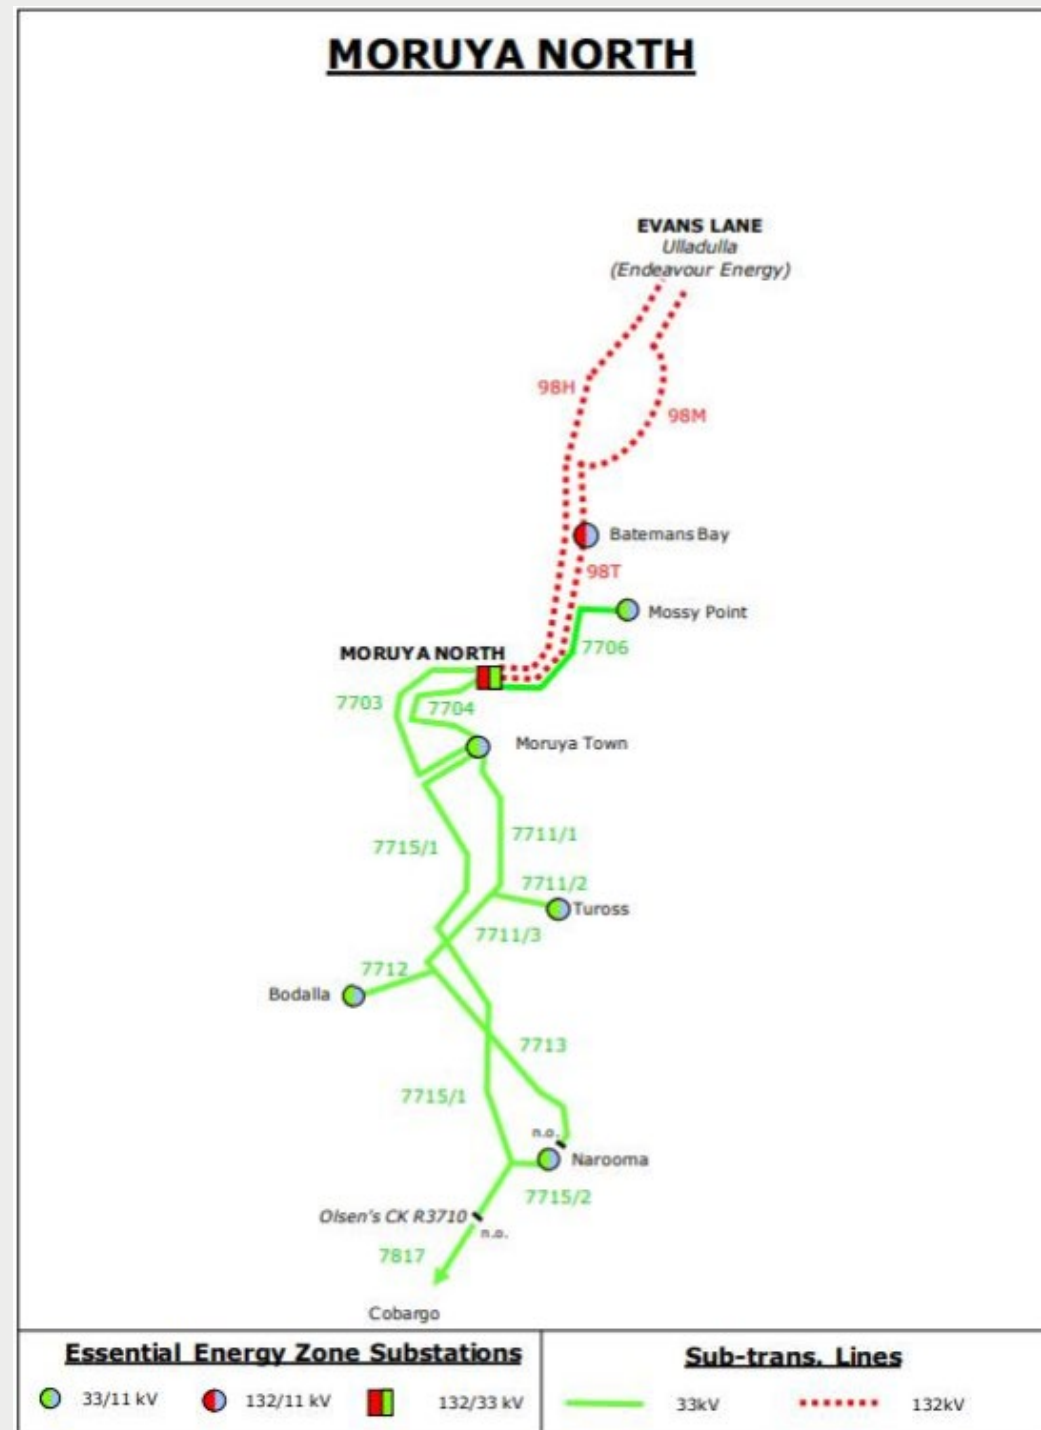 MORUYA NORTH
EVANS LANE
Ulladulla
(Endeavour Energy)
98H
98M
Batemans Bay
98T
Mossy Point
7706
MORUYA NORTH
7703
7704
Moruya Town
7711/1
7715/1
7711/2
Tuross
7711/3
7712
Bodalla
7713
7715/1
n.o.
Narooma
7715/2
Olsen's CK R3710
n.o.
7817
Cobargo
Essential Energy Zone Substations
33/11 kV
132/11 kV
132/33 kV
Sub-trans. Lines
33kV
132kV